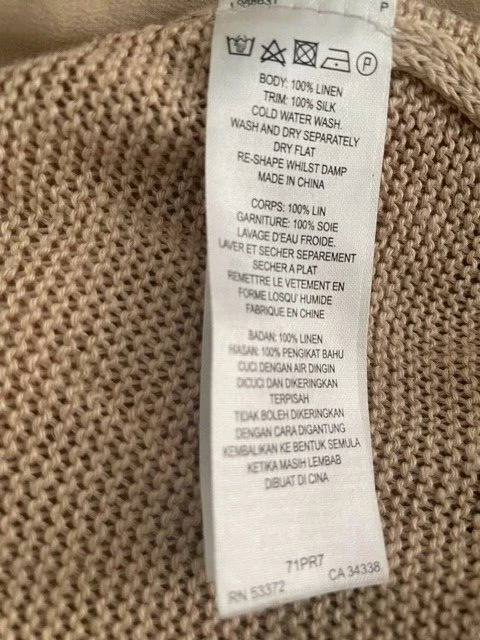 P
BODY: 100% LINEN
TRIM: 100% SILK
COLD WATER WASH.
WASH AND DRY SEPARATELY
DRY FLAT
RE-SHAPE WHILST DAMP
MADE IN CHINA
CORPS: 100% LIN
GARNITURE: 100% SOIE
LAVAGE D'EAU FROIDE.
LAVER ET SECHER SEPAREMENT
SECHER A PLAT
REMETTRE LE VETEMENT EN
FORME LOSQU' HUMIDE
FABRIQUE EN CHINE
BADAN: 100% LINEN
HIASAN: 100% PENGIKAT BAHU
CUCI DENGAN AIR DINGIN
DICUCI DAN DIKERINGKAN
TERPISAH
TIDAK BOLEH DIKERINGKAN
DENGAN CARA DIGANTUNG
KEMBALIKAN KE BENTUK SEMULA
KETIKA MASIH LEMBAB
DIBUAT DI CINA
71PR7
RN 53372 CA 34338